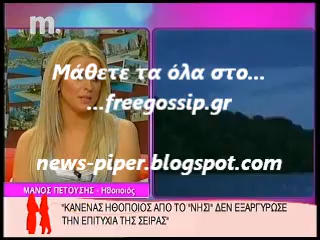 m.
Μάθετε τα όλα στο...
...freegossip.gr
news-piper.blogspot.com
ΜΑΝΟΣ ΠΕΤΟΥΣΗΣ - Ηθοποιός
"ΚΑΝΕΝΑΣ ΗΘΟΠΟΙΟΣ ΑΠΟ ΤΟ "ΝΗΣΙ" ΔΕΝ ΕΞΑΡΓΥΡΩΣΕ
ΤΗΝ ΕΠΙΤΥΧΙΑ ΤΗΣ ΣΕΙΡΑΣ"